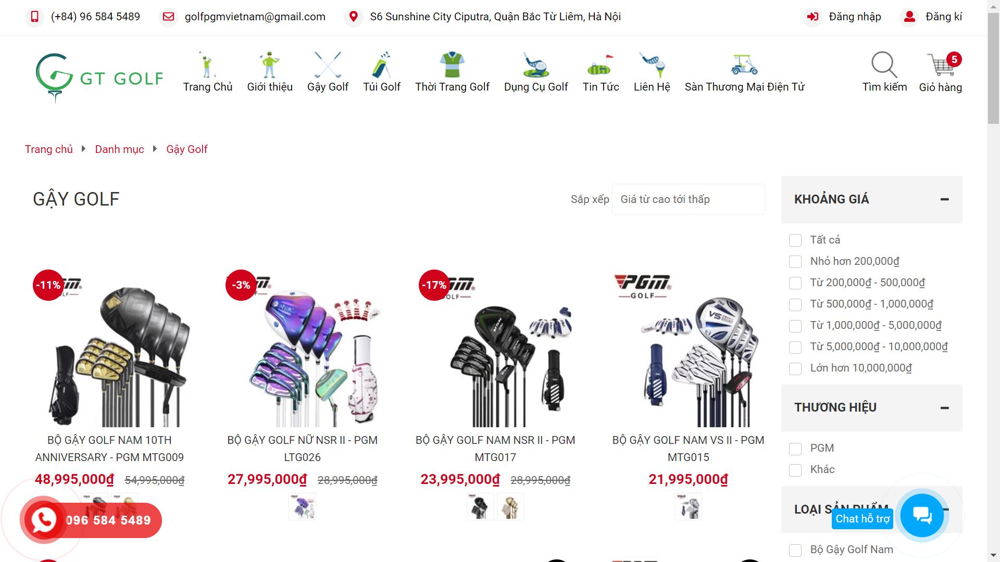 (+84) 96 584 5489
golfpgmvietnam@gmail.com
S6 Sunshine City Ciputra, Quận Bắc Từ Liêm, Hà Nội
Đăng nhập
Đăng kí
GT GOLF
Trang Chủ
Giới thiệu
Gậy Golf
Túi Golf
Thời Trang Golf
Dụng Cụ Golf
Tin Tức
Liên Hệ
Sàn Thương Mại Điện Tử
Tìm kiếm
5
Giỏ hàng
Trang chủ
Danh mục
Gậy Golf
GẬY GOLF
Sắp xếp
Giá từ cao tới thấp
-11%
-3%
-17%
PGM
GOLF
BỘ GẬY GOLF NAM 10TH
ANNIVERSARY - PGM MTG009
48,995,000₫ 54,995,000₫
BỘ GẬY GOLF NỮ NSR II - PGM
LTG026
27,995,000₫ 28,995,000₫
BỘ GẬY GOLF NAM NSR II - PGM
MTG017
23,995,000₫ 28,995,000₫
BỘ GẬY GOLF NAM VS II - PGM
MTG015
21,995,000₫
KHOẢNG GIÁ
Tất cả
Nhỏ hơn 200,000₫
Từ 200,000₫ - 500,000₫
Từ 500,000₫ - 1,000,000₫
Từ 1,000,000₫ - 5,000,000₫
Từ 5,000,000₫ - 10,000,000₫
Lớn hơn 10,000,000₫
THƯƠNG HIỆU
PGM
Khác
LOẠI SẢN PHẨM
Bộ Gậy Golf Nam
096 584 5489
Chat hỗ trợ